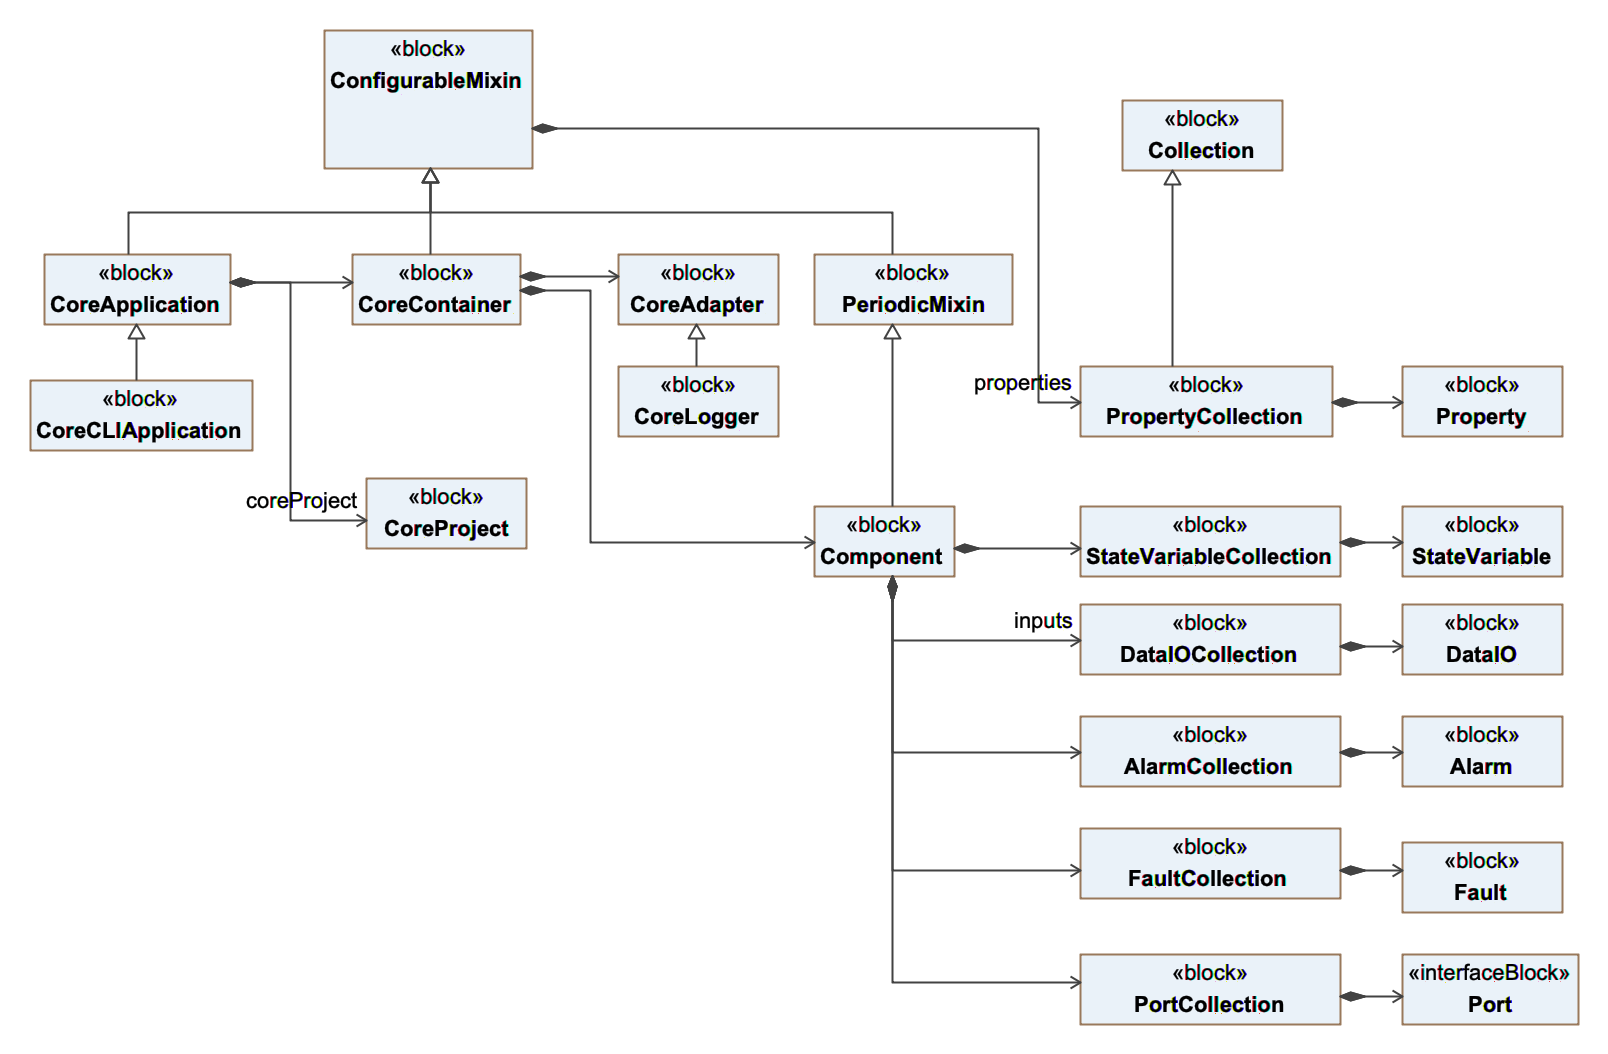 «block»
ConfigurableMixin
«block»
Collection
«block»
CoreApplication
«block»
CoreContainer
«block»
CoreAdapter
«block»
PeriodicMixin
«block»
CoreCLIApplication
«block»
CoreLogger
properties
«block»
PropertyCollection
«block»
Property
coreProject
«block»
CoreProject
«block»
Component
«block»
StateVariableCollection
«block»
StateVariable
inputs
«block»
DataIOCollection
«block»
DataIO
«block»
AlarmCollection
«block»
Alarm
«block»
FaultCollection
«block»
Fault
«block»
PortCollection
«interfaceBlock»
Port